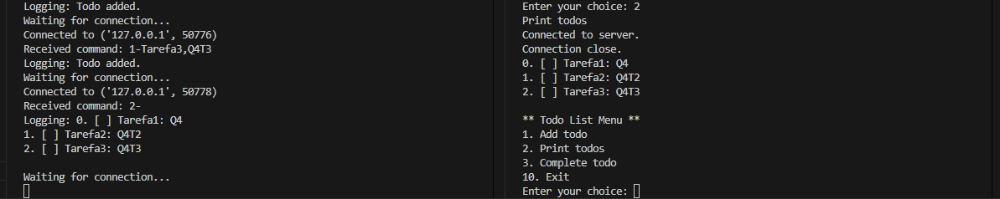 Logging: Todo added.
Waiting for connection...
Connected to ('127.0.0.1', 50776)
Received command: 1-Tarefa3,Q4T3
Logging: Todo added.
Waiting for connection...
Connected to ('127.0.0.1', 50778)
Received command: 2-
Logging: 0. [ ] Tarefa1: Q4
1. [ ] Tarefa2: Q4T2
2. [ ] Tarefa3: Q4T3
Waiting for connection...
Enter your choice: 2
Print todos
Connected to server.
Connection close.
0. [ ] Tarefa1: Q4
1. [ ] Tarefa2: Q4T2
2. [ ] Tarefa3: Q4T3
** Todo List Menu **
1. Add todo
2. Print todos
3. Complete todo
10. Exit
Enter your choice: